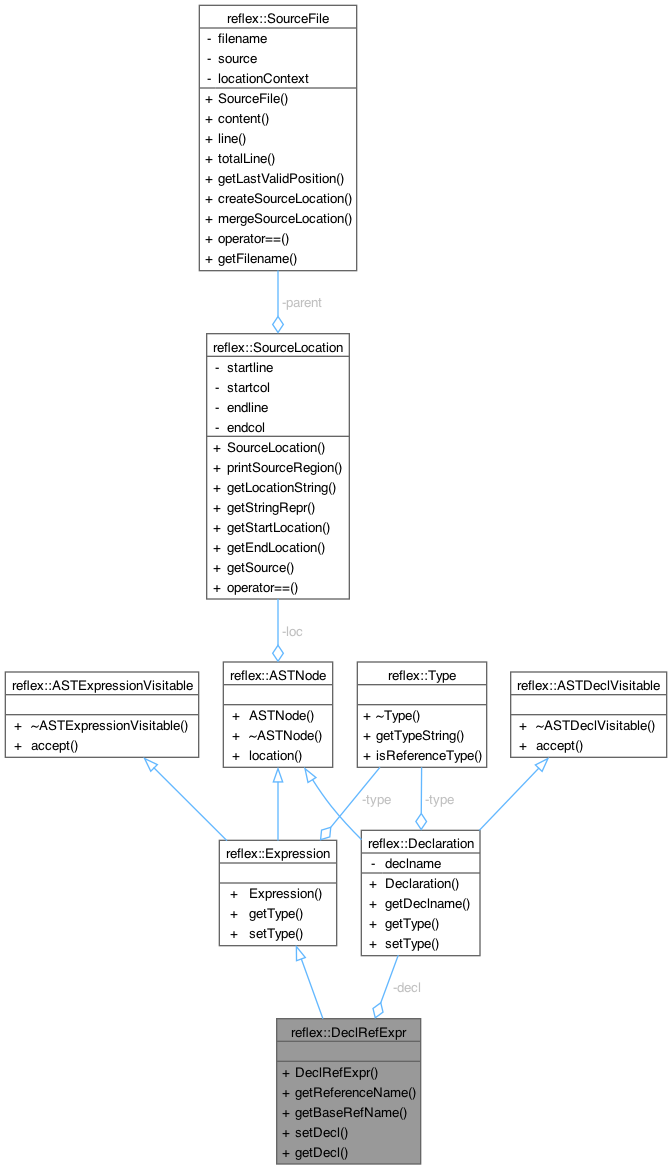 reflex::SourceFile
- filename
- source
- locationContext
+ SourceFile()
+ content()
+ line()
+ totalLine()
+ getLastValidPosition()
+ createSourceLocation()
+ mergeSourceLocation()
+ operator==()
+ getFilename()
-parent
reflex::SourceLocation
- startline
- startcol
- endline
- endcol
+ SourceLocation()
+ printSourceRegion()
+ getLocationString()
+ getStringRepr()
+ getStartLocation()
+ getEndLocation()
+ getSource()
+ operator==()
-loc
reflex::ASTExpressionVisitable
+ ~ASTExpressionVisitable()
+ accept()
reflex::ASTNode
+ ASTNode()
+ ~ASTNode()
+ location()
reflex::Type
+ ~Type()
+ getTypeString()
+ isReferenceType()
reflex::ASTDeclVisitable
+ ~ASTDeclVisitable()
+ accept()
-type
-type
reflex::Expression
+ Expression()
+ getType()
+ setType()
reflex::Declaration
- declname
+ Declaration()
+ getDeclname()
+ getType()
+ setType()
-decl
reflex::DeclRefExpr
+ DeclRefExpr()
+ getReferenceName()
+ getBaseRefName()
+ setDecl()
+ getDecl()